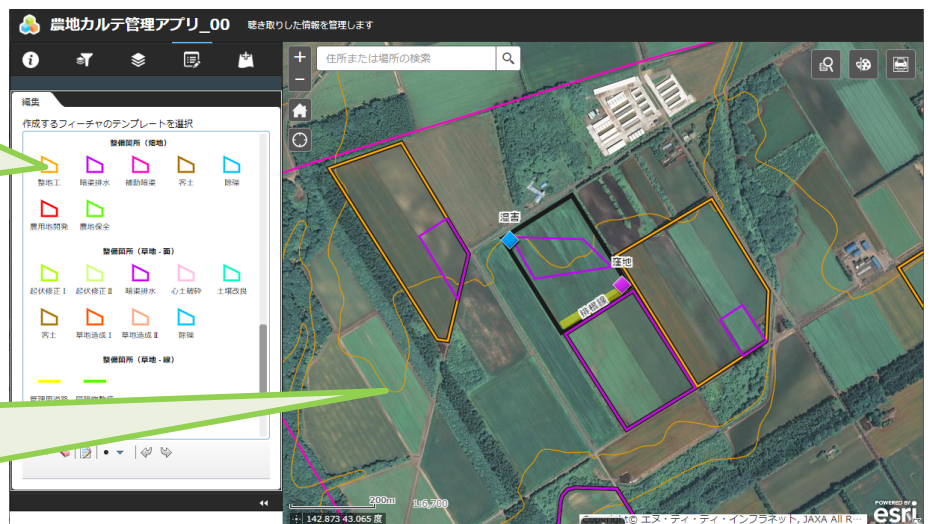 農地カルテ管理アプリ_00 聴き取りした情報を管理します
住所または場所の検索
編集
作成するフィーチャのテンプレートを選択
整備箇所(畑地)
整地工 暗渠排水 補助暗渠 客土 除礫
農用地開発 農地保全
整備箇所(草地 - 面)
起伏修正 I 起伏修正 II 暗渠排水 心土破砕 土壌改良
客土 草地造成 I 草地造成 II 除礫
整備箇所(草地 - 線)
湿害
窪地
200m 1:6,700
142.873 43.065 度
エヌ・ティ・ティ・インフラネット, JAXA All R…
POWERED BY
esri